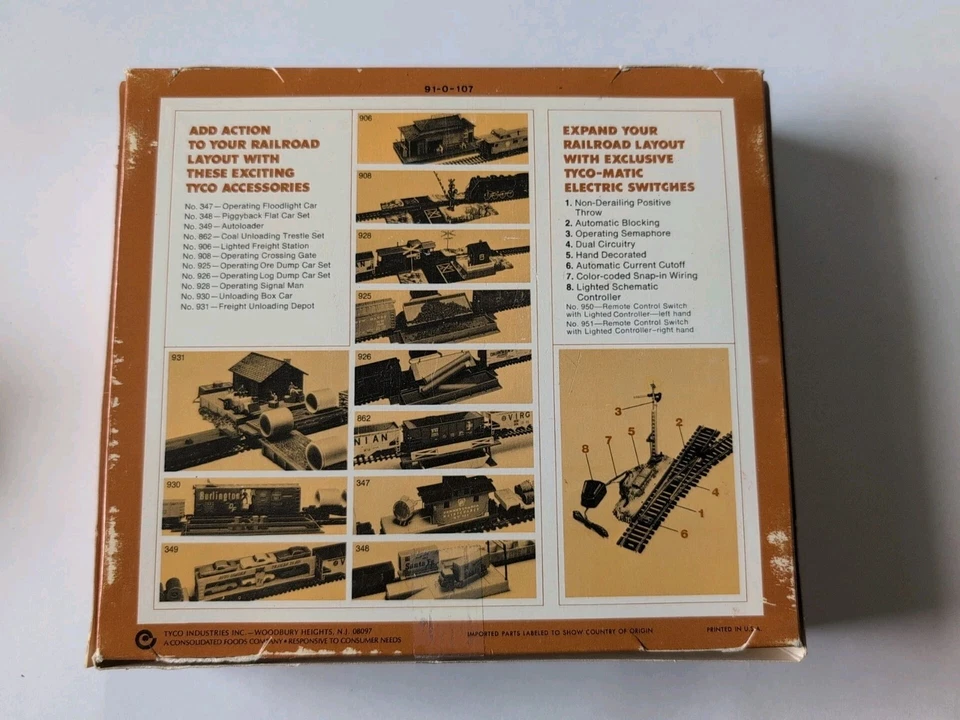 91-0-107
ADD ACTION
TO YOUR RAILROAD
LAYOUT WITH
THESE EXCITING
TYCO ACCESSORIES
No. 347—Operating Floodlight Car
No. 348—Piggyback Flat Car Set
No. 349—Autoloader
No. 862—Coal Unloading Trestle Set
No. 906—Lighted Freight Station
No. 908—Operating Crossing Gate
No. 925—Operating Ore Dump Car Set
No. 926—Operating Log Dump Car Set
No. 928—Operating Signal Man
No. 930—Unloading Box Car
No. 931—Freight Unloading Depot
906
908
928
925
926
862
NIAN
VIRG
347
348
Santa Fe
931
930
Burlington
349
EXPAND YOUR
RAILROAD LAYOUT
WITH EXCLUSIVE
TYCO-MATIC
ELECTRIC SWITCHES
1. Non-Derailing Positive
Throw
2. Automatic Blocking
3. Operating Semaphore
4. Dual Circuitry
5. Hand Decorated
6. Automatic Current Cutoff
7. Color-coded Snap-in Wiring
8. Lighted Schematic
Controller
No. 950—Remote Control Switch
with Lighted Controller—left hand
No. 951—Remote Control Switch
with Lighted Controller-right hand
3
2
5
7
8
4
1
6
TYCO INDUSTRIES INC.—WOODBURY HEIGHTS, N.J. 08097
A CONSOLIDATED FOODS COMPANY • RESPONSIVE TO CONSUMER NEEDS
IMPORTED PARTS LABELED TO SHOW COUNTRY OF ORIGIN
PRINTED IN U.S.A.